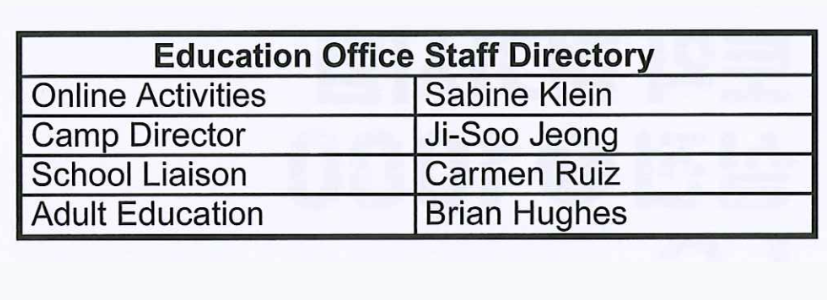 Education Office Staff Directory
Online Activities Sabine Klein
Camp Director Ji-Soo Jeong
School Liaison Carmen Ruiz
Adult Education Brian Hughes